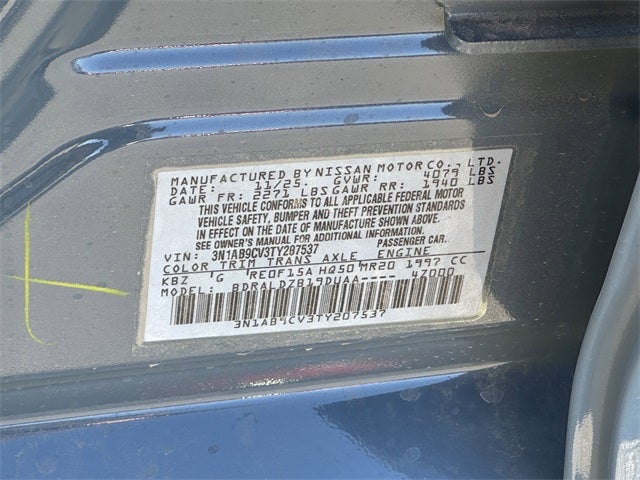 MANUFACTURED BY NISSAN MOTOR CO., LTD.
DATE: 11/25. GVWR: 4079 LBS
GAWR FR: 2271 LBS GAWR RR: 1940 LBS
THIS VEHICLE CONFORMS TO ALL APPLICABLE FEDERAL MOTOR
VEHICLE SAFETY, BUMPER AND THEFT PREVENTION STANDARDS
IN EFFECT ON THE DATE OF MANUFACTURE SHOWN ABOVE.
SEE OWNER'S MANUAL FOR ADDITIONAL INFORMATION.
VIN: 3N1AB9CV3TY207537 PASSENGER CAR.
COLOR TRIM TRANS AXLE ENGINE
KBZ G RE0F15A HQ50 MR20 1997 CC
MODEL: BDRALDZB19DUAA---- 47000
3N1AB9CV3TY207537